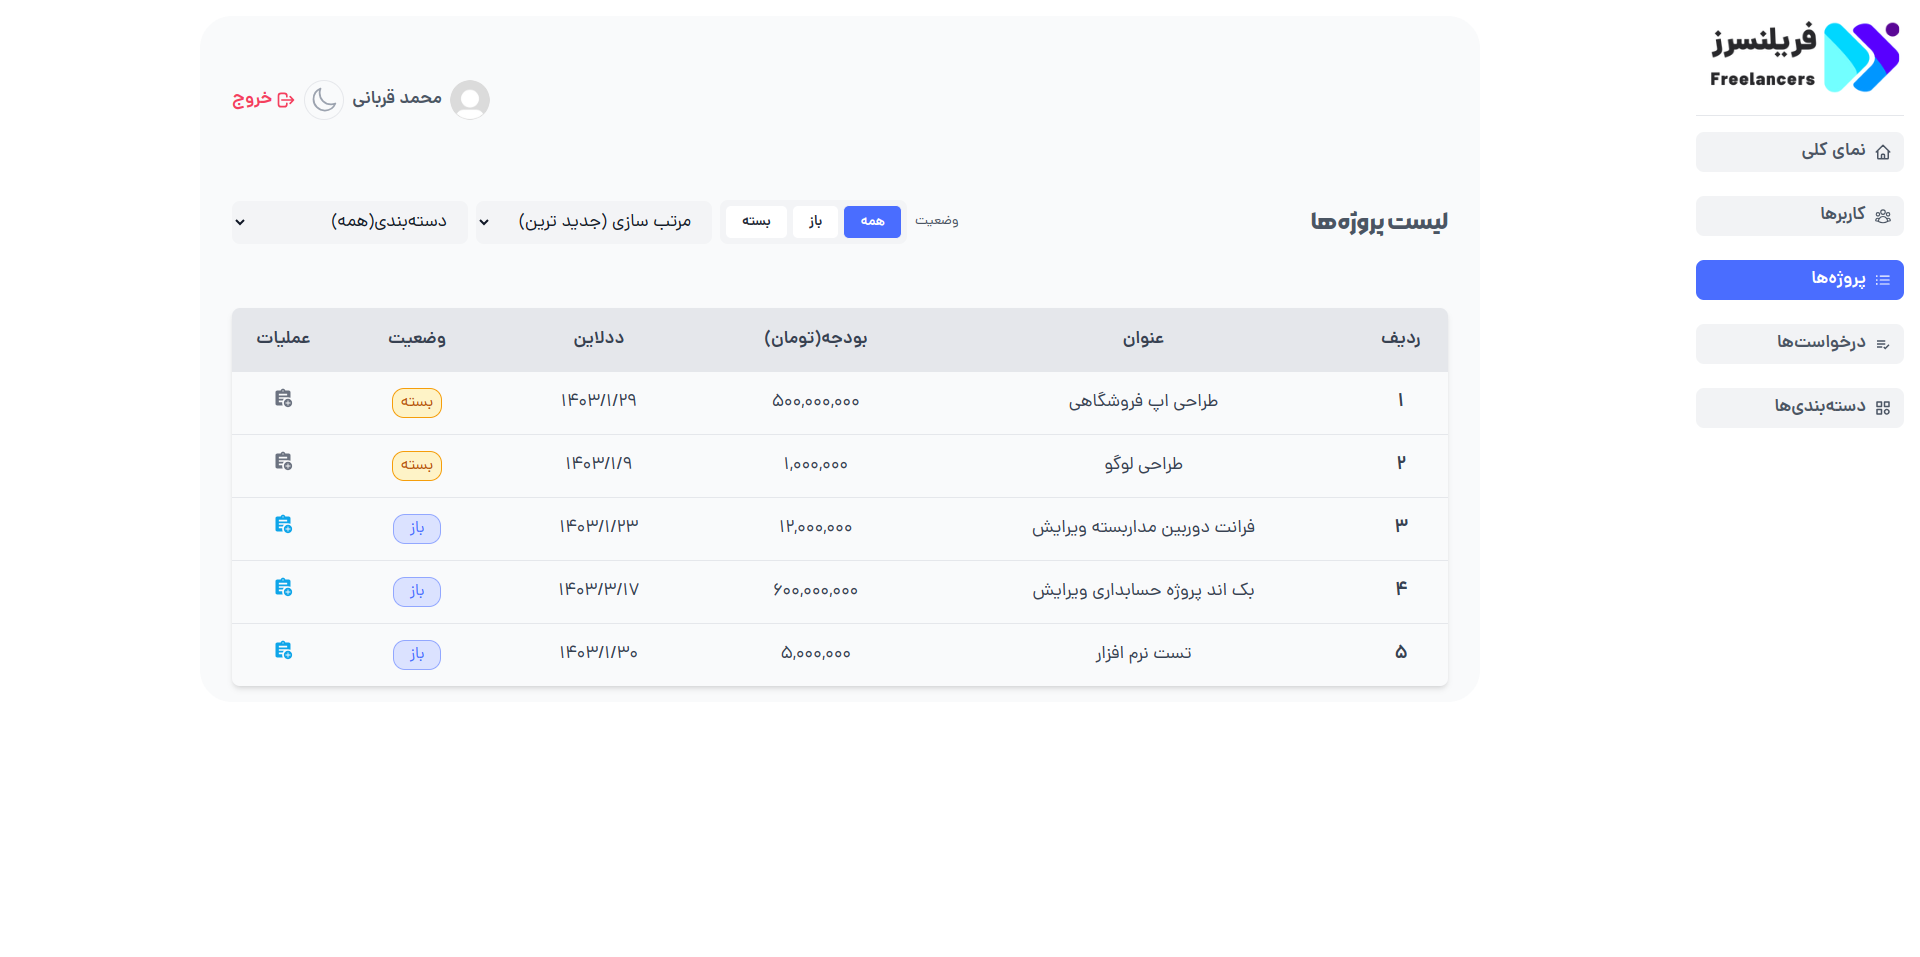 فریلنسرز
Freelancers
نمای کلی
کاربرها
پروژه‌ها
درخواست‌ها
دسته‌بندی‌ها
محمد قربانی
خروج
لیست پروژه‌ها
وضعیت همه باز بسته
مرتب سازی (جدید ترین)
دسته‌بندی(همه)
ردیف عنوان بودجه(تومان) ددلاین وضعیت عملیات
۱ طراحی اپ فروشگاهی ۵۰۰,۰۰۰,۰۰۰ ۱۴۰۳/۱/۲۹ بسته
۲ طراحی لوگو ۱,۰۰۰,۰۰۰ ۱۴۰۳/۱/۹ بسته
۳ فرانت دوربین مداربسته ویرایش ۱۲,۰۰۰,۰۰۰ ۱۴۰۳/۱/۲۳ باز
۴ بک اند پروژه حسابداری ویرایش ۶۰۰,۰۰۰,۰۰۰ ۱۴۰۳/۳/۱۷ باز
۵ تست نرم افزار ۵,۰۰۰,۰۰۰ ۱۴۰۳/۱/۳۰ باز